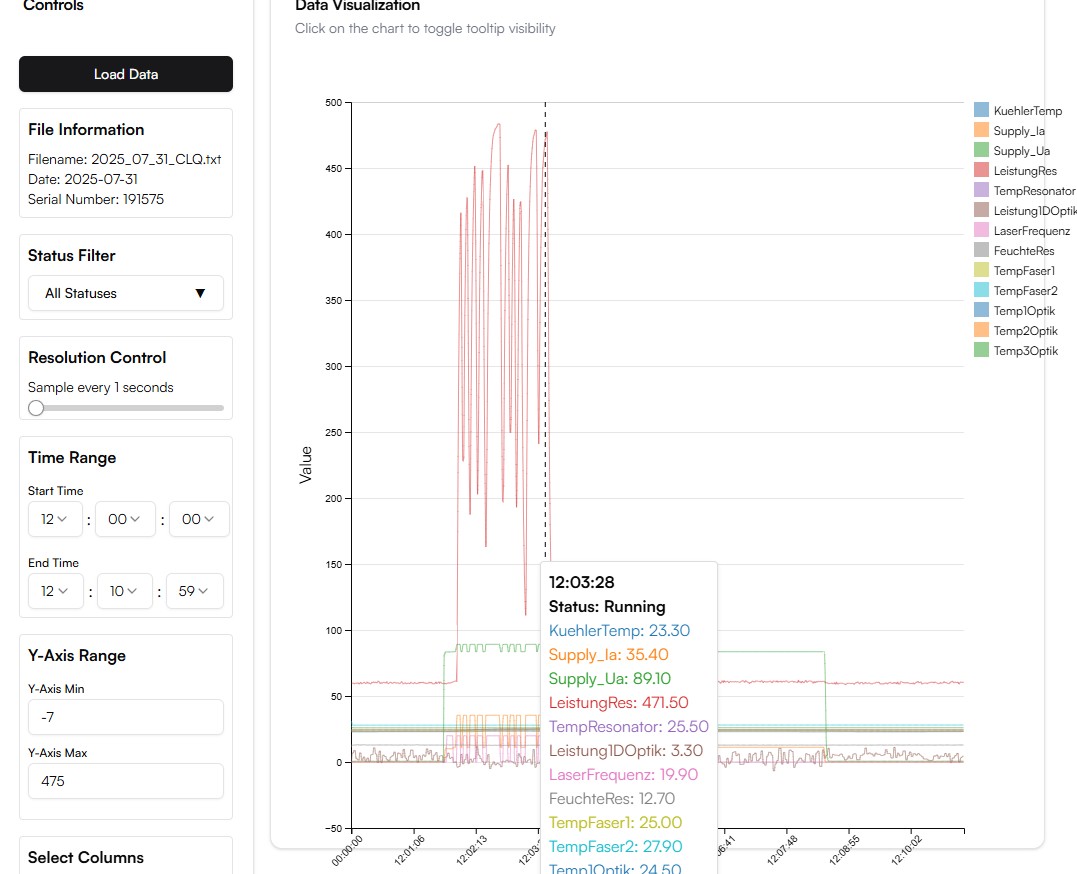 Controls
Load Data
File Information
Filename: 2025_07_31_CLQ.txt
Date: 2025-07-31
Serial Number: 191575
Status Filter
All Statuses
Resolution Control
Sample every 1 seconds
Time Range
Start Time
12 : 00 : 00
End Time
12 : 10 : 59
Y-Axis Range
Y-Axis Min
-7
Y-Axis Max
475
Select Columns
Data Visualization
Click on the chart to toggle tooltip visibility
500
450
400
350
300
250
200
150
100
50
0
−50
Value
00:00:00
12:01:06
12:02:13
12:03:
6:41
12:07:48
12:08:55
12:10:02
12:03:28
Status: Running
KuehlerTemp: 23.30
Supply_Ia: 35.40
Supply_Ua: 89.10
LeistungRes: 471.50
TempResonator: 25.50
Leistung1DOptik: 3.30
LaserFrequenz: 19.90
FeuchteRes: 12.70
TempFaser1: 25.00
TempFaser2: 27.90
Temp1Optik: 24.50
KuehlerTemp
Supply_Ia
Supply_Ua
LeistungRes
TempResonator
Leistung1DOptik
LaserFrequenz
FeuchteRes
TempFaser1
TempFaser2
Temp1Optik
Temp2Optik
Temp3Optik